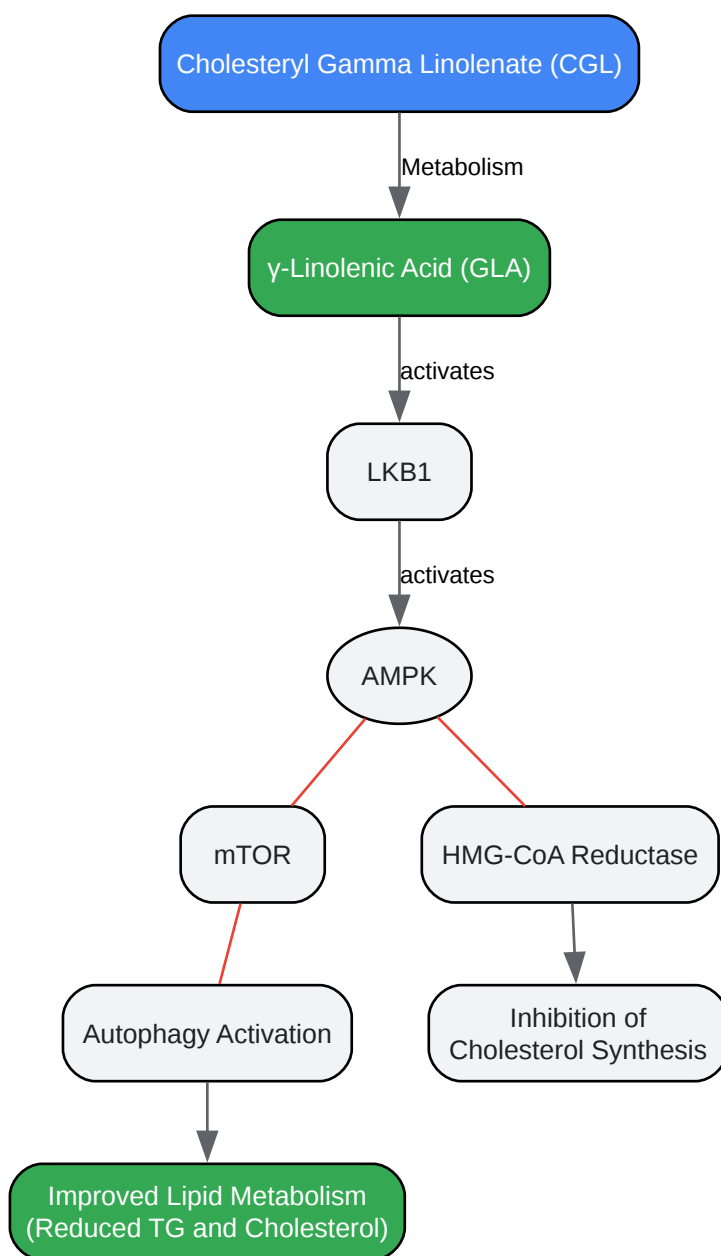 Cholesteryl Gamma Linolenate (CGL)
Metabolism
γ-Linolenic Acid (GLA)
activates
LKB1
activates
AMPK
mTOR
HMG-CoA Reductase
Autophagy Activation
Inhibition of
Cholesterol Synthesis
Improved Lipid Metabolism
(Reduced TG and Cholesterol)